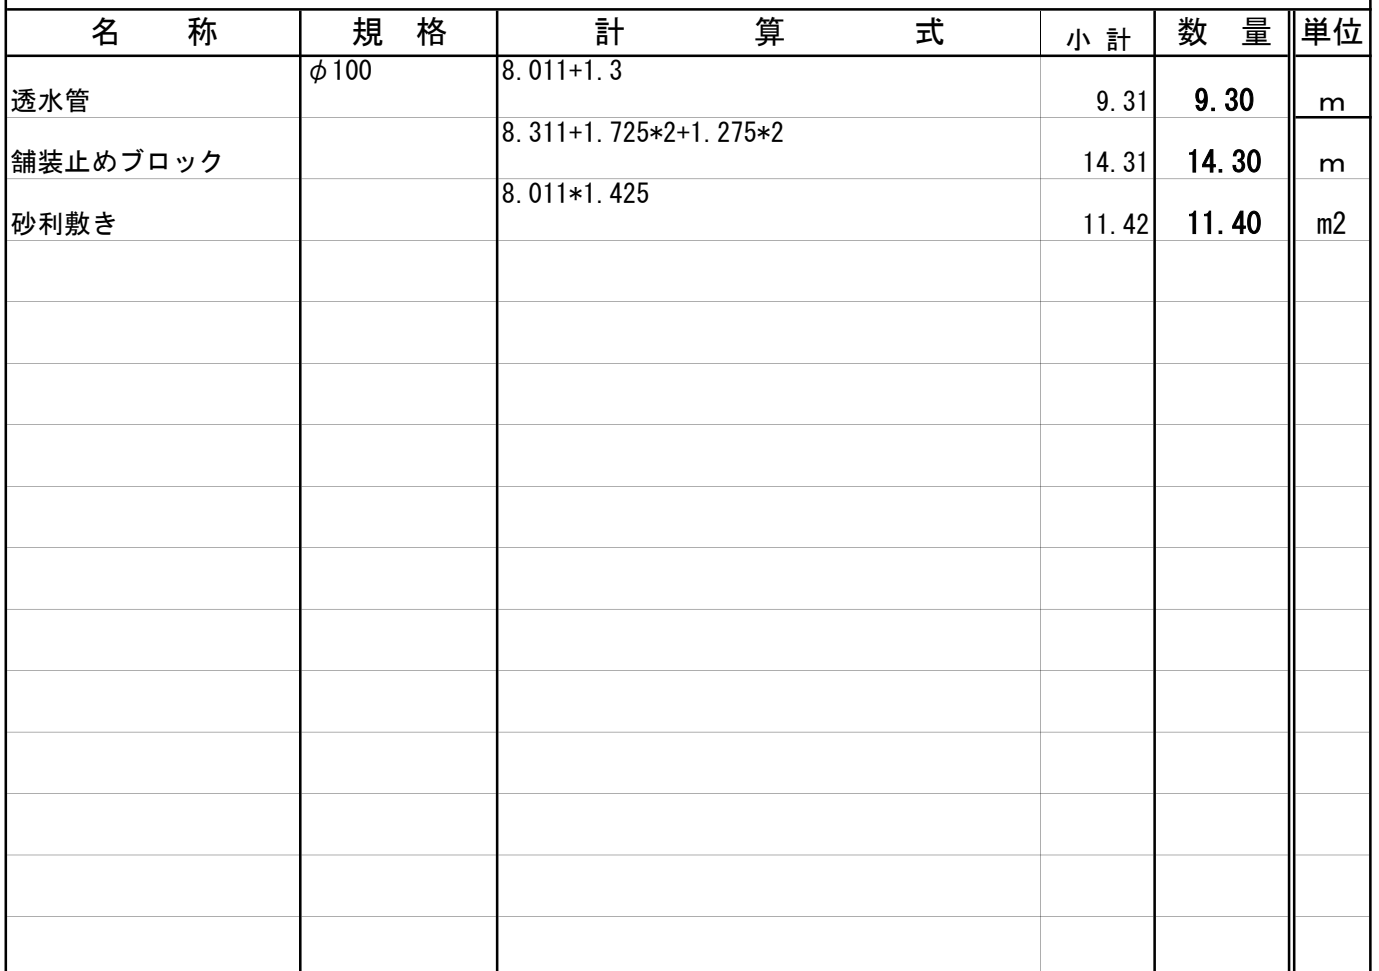 名 称 規 格 計 算 式 小 計 数 量 単位
φ100 8.011+1.3
透水管 9.31 9.30 m
8.311+1.725*2+1.275*2
舗装止めブロック 14.31 14.30 m
8.011*1.425
砂利敷き 11.42 11.40 m2